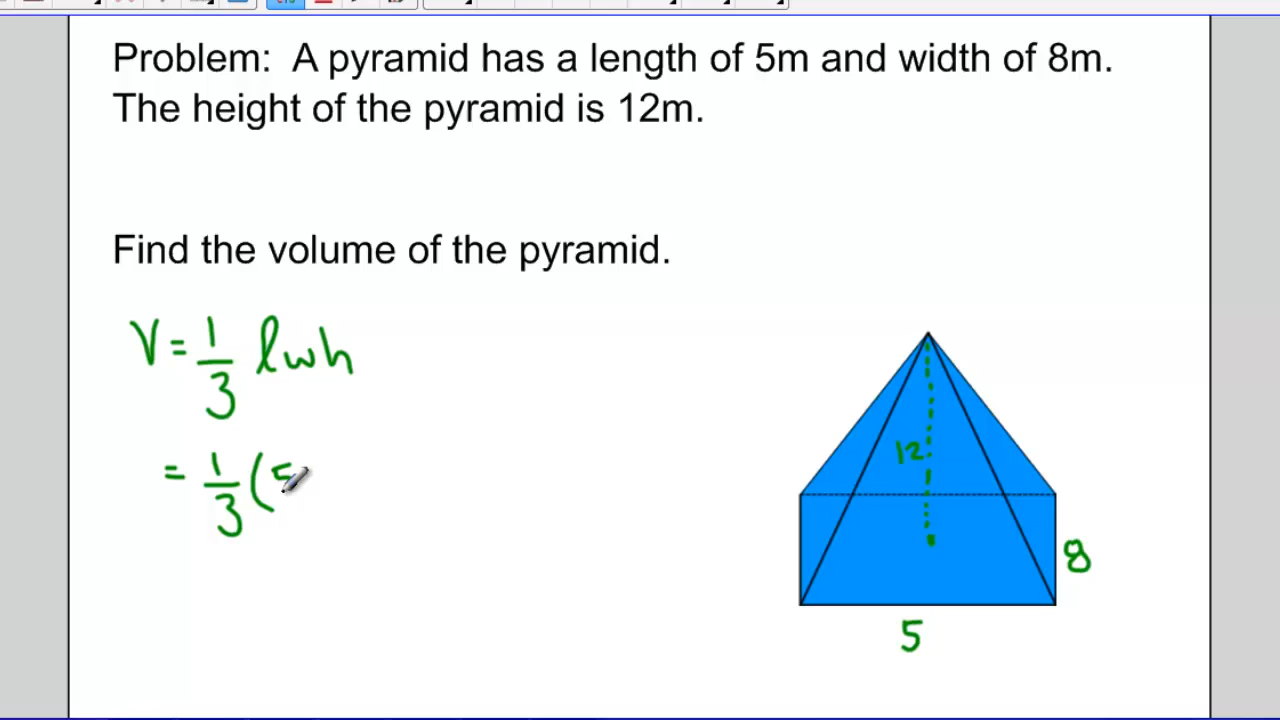 Problem: A pyramid has a length of 5m and width of 8m.
The height of the pyramid is 12m.
Find the volume of the pyramid.
V = 1/3 lwh
= 1/3 (5
12
8
5